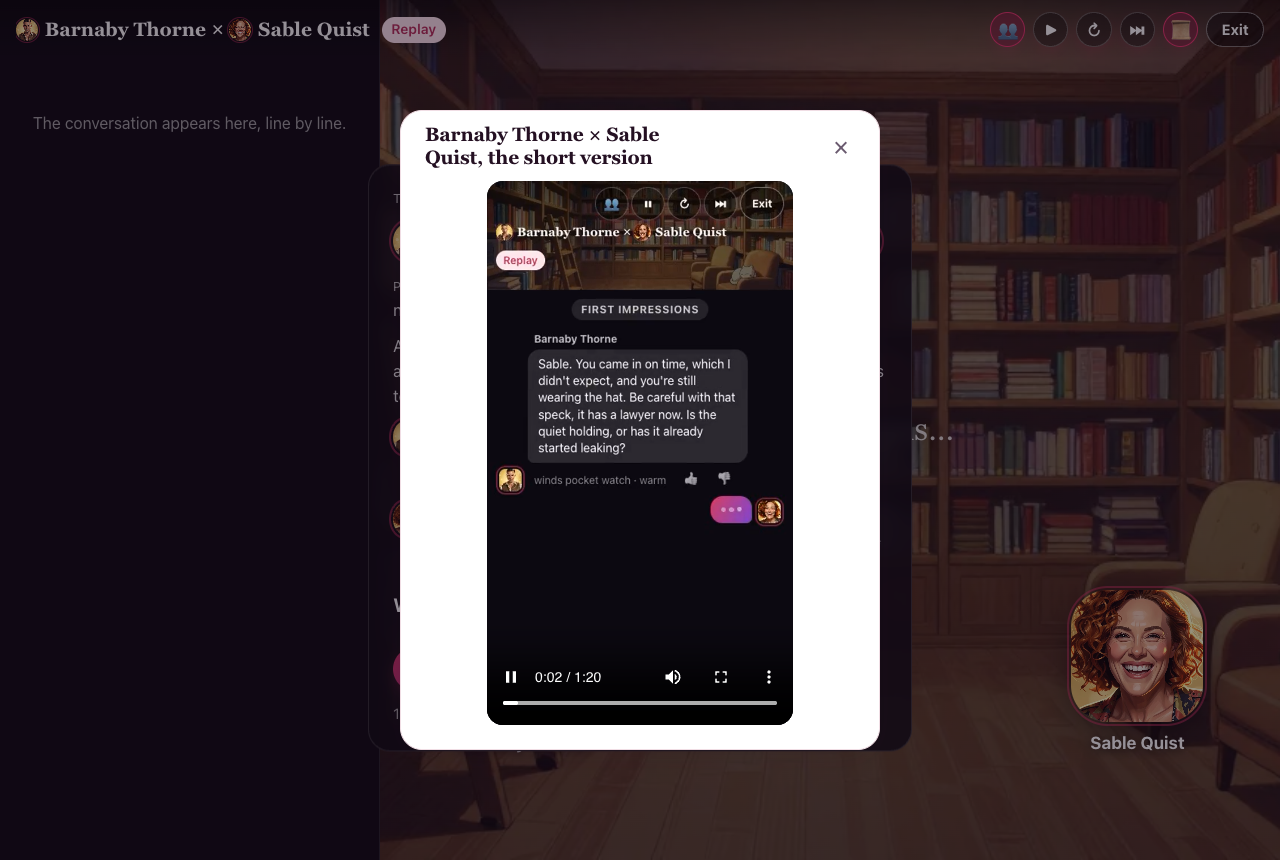 Barnaby Thorne × Sable Quist Replay
Exit
The conversation appears here, line by line.
Barnaby Thorne × Sable
Quist, the short version
Exit
Barnaby Thorne × Sable Quist
Replay
FIRST IMPRESSIONS
Barnaby Thorne
Sable. You came in on time, which I
didn't expect, and you're still
wearing the hat. Be careful with that
speck, it has a lawyer now. Is the
quiet holding, or has it already
started leaking?
winds pocket watch · warm
0:02 / 1:20
Sable Quist